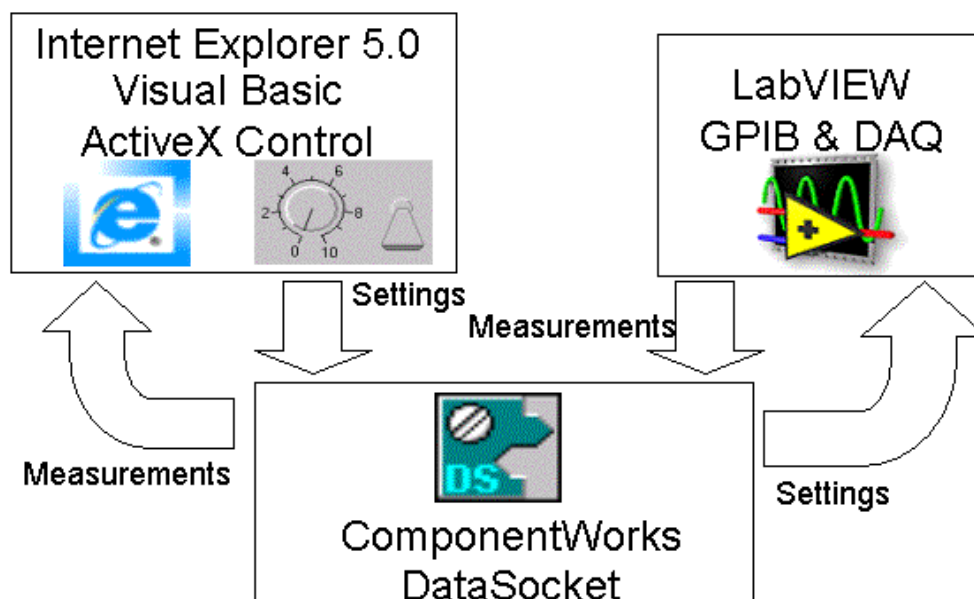 Internet Explorer 5.0
Visual Basic
ActiveX Control
e
4 6
2 8
0 10
LabVIEW
GPIB & DAQ
+
Settings
Measurements
Measurements
Settings
DS
ComponentWorks
DataSocket